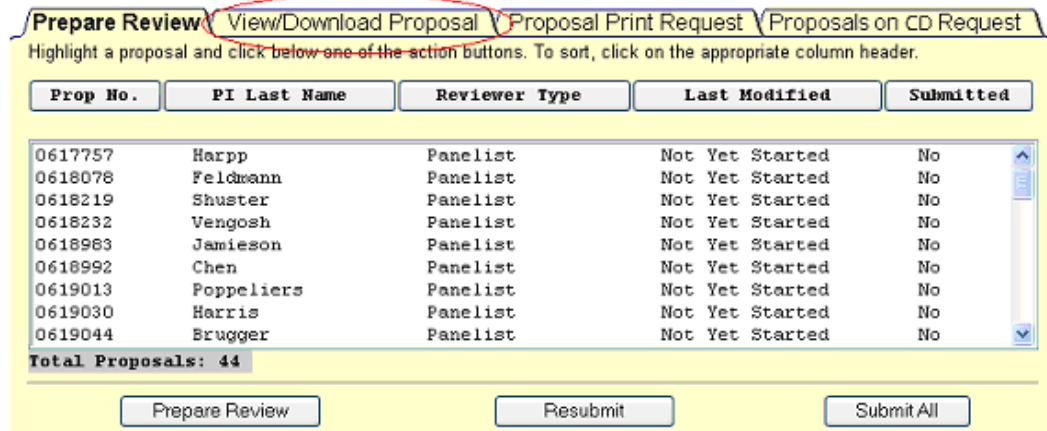 Prepare Review View/Download Proposal Proposal Print Request Proposals on CD Request
Highlight a proposal and click below one of the action buttons. To sort, click on the appropriate column header.
Prop No. PI Last Name Reviewer Type Last Modified Submitted
0617757 Harpp Panelist Not Yet Started No
0618078 Feldmann Panelist Not Yet Started No
0618219 Shuster Panelist Not Yet Started No
0618232 Vengosh Panelist Not Yet Started No
0618983 Jamieson Panelist Not Yet Started No
0618992 Chen Panelist Not Yet Started No
0619013 Poppeliers Panelist Not Yet Started No
0619030 Harris Panelist Not Yet Started No
0619044 Brugger Panelist Not Yet Started No
Total Proposals: 44
Prepare Review Resubmit Submit All